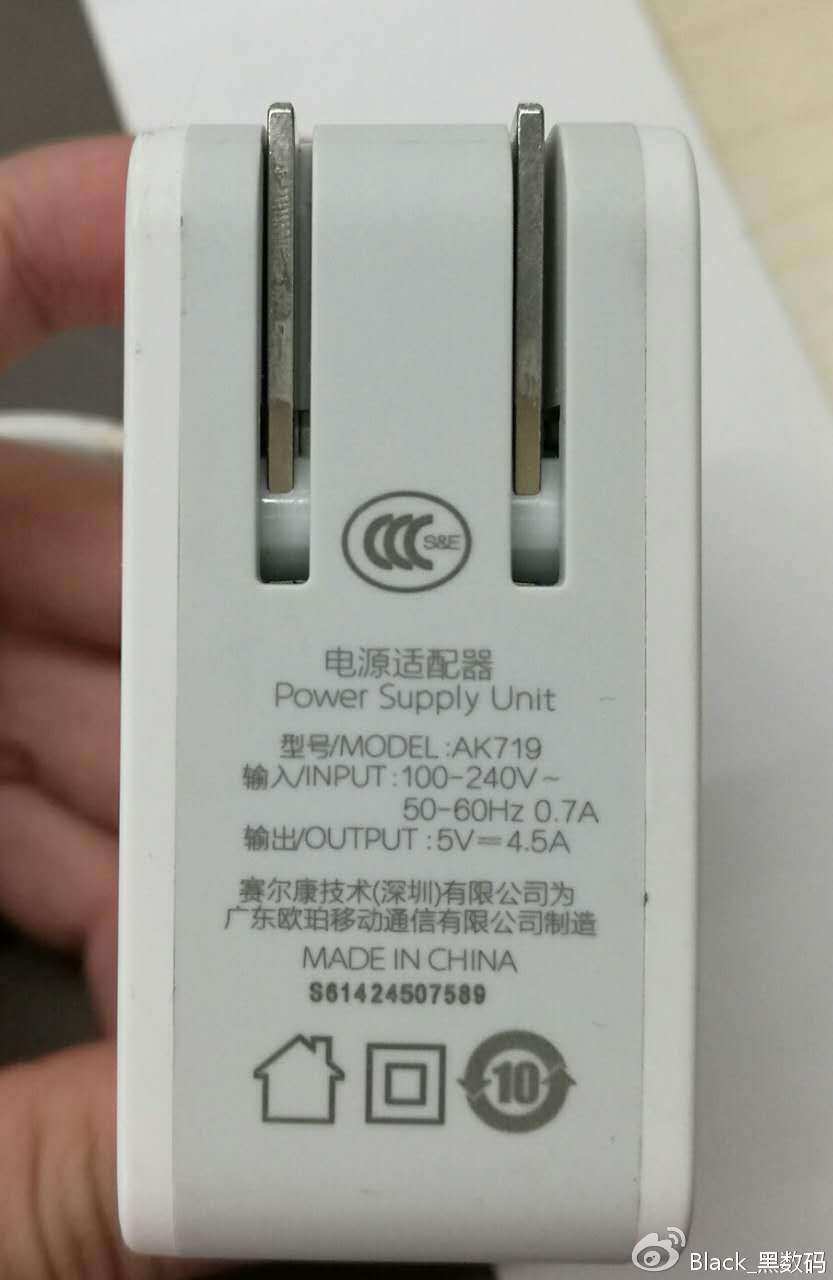 CCC S&E
电源适配器
Power Supply Unit
型号/MODEL :AK719
输入/INPUT :100-240V~
50-60Hz 0.7A
输出/OUTPUT :5V⎓4.5A
赛尔康技术(深圳)有限公司为
广东欧珀移动通信有限公司制造
MADE IN CHINA
S61424507589
10
Black_黑数码